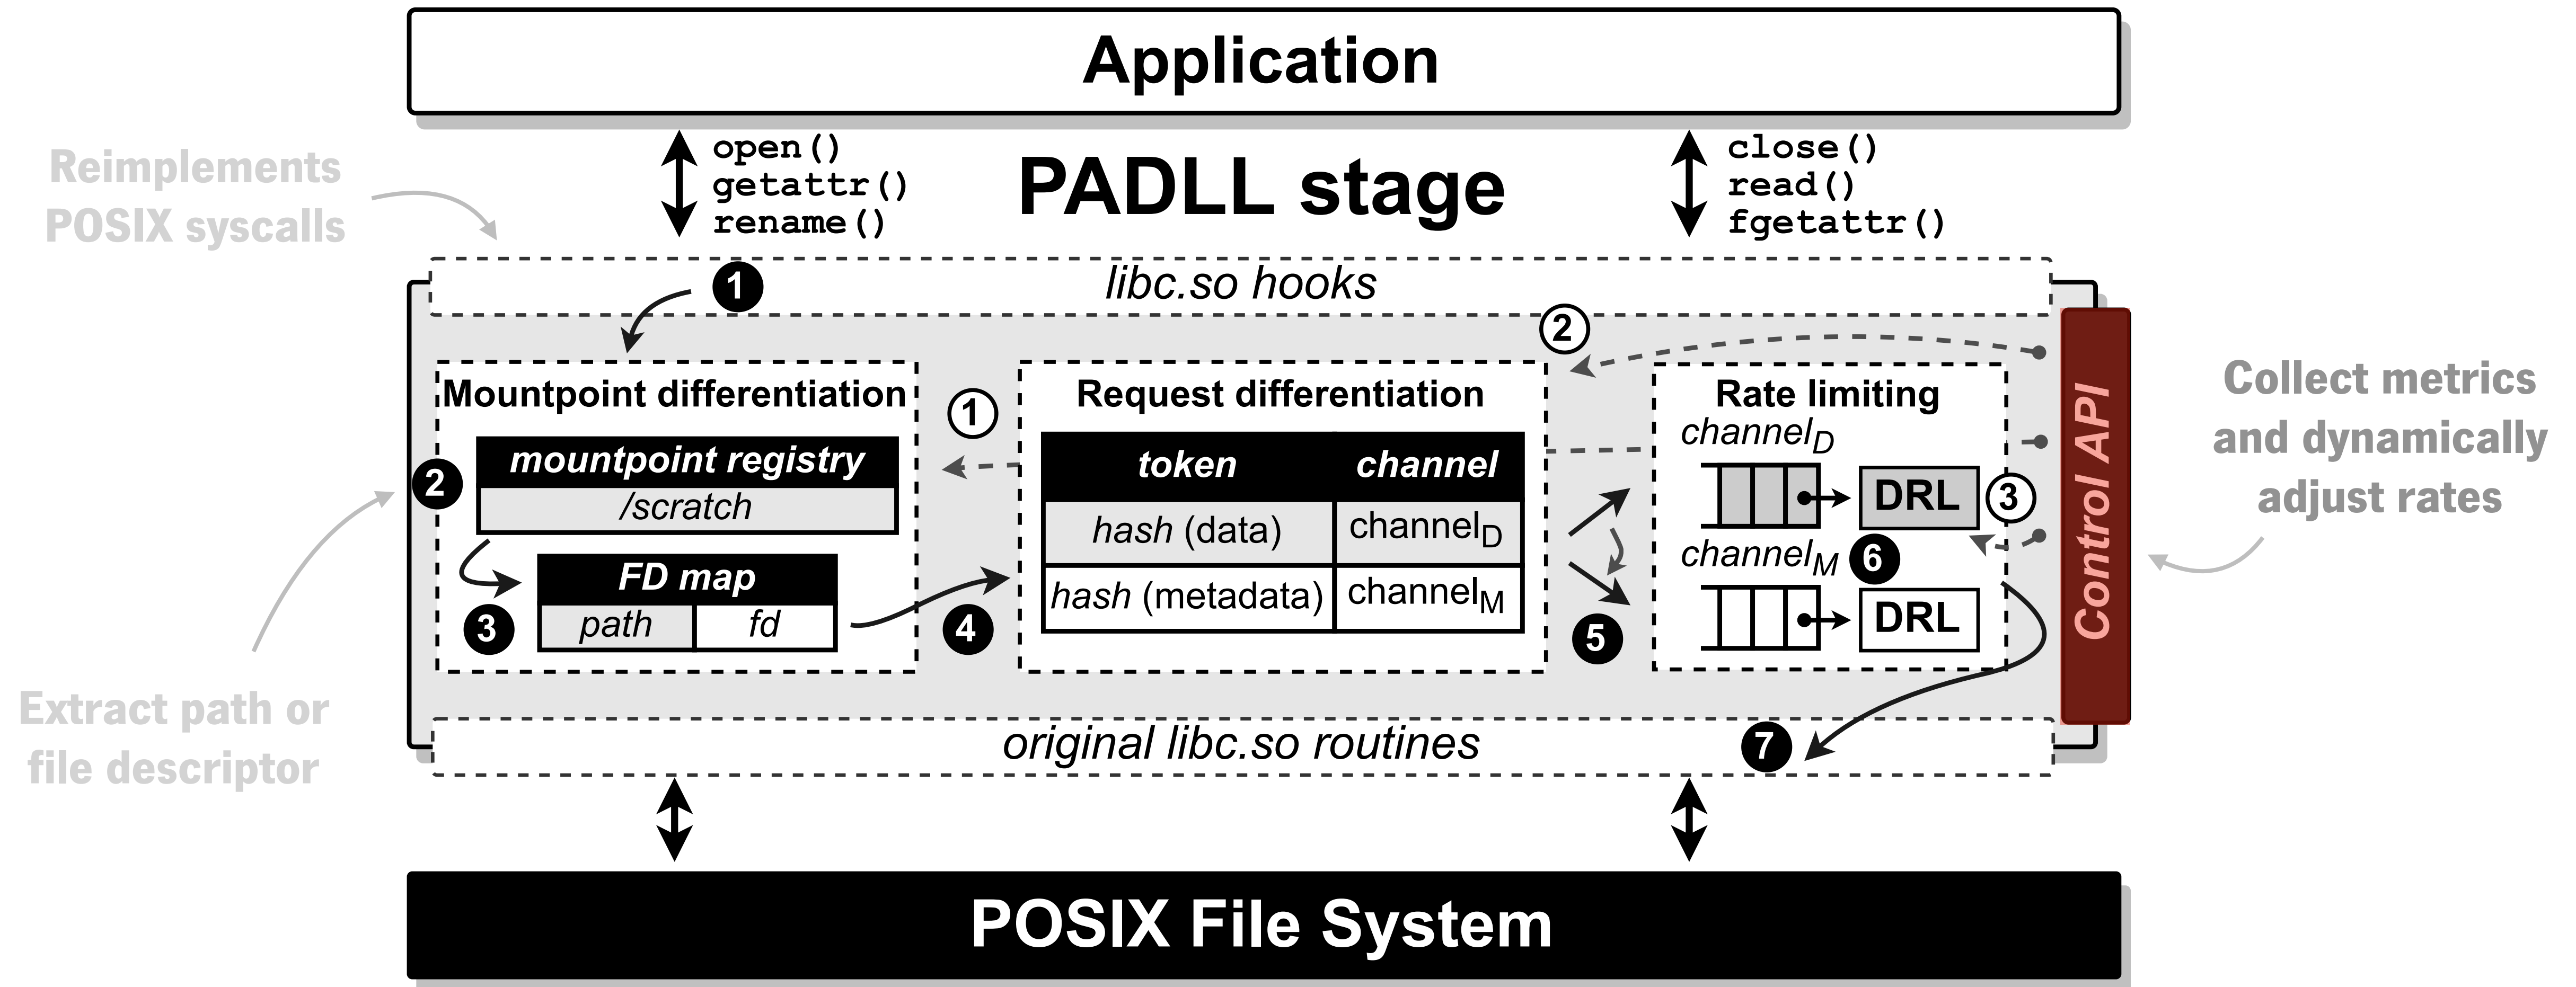 Application
Reimplements
POSIX syscalls
open()
getattr()
rename()
PADLL stage
close()
read()
fgetattr()
1
libc.so hooks
2
Mountpoint differentiation
1
Request differentiation
Rate limiting
2
mountpoint registry
/scratch
3
FD map
path fd
4
token channel
hash (data) channelD
hash (metadata) channelM
5
channelD
DRL
3
channelM
6
DRL
Control API
Collect metrics
and dynamically
adjust rates
Extract path or
file descriptor
original libc.so routines
7
POSIX File System